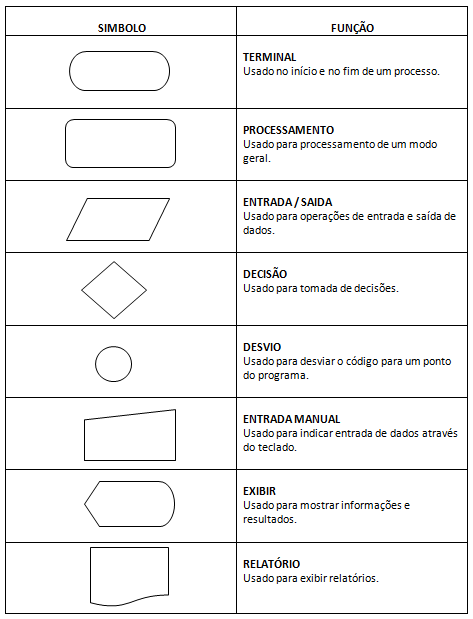 SIMBOLO
FUNÇÃO
TERMINAL
Usado no início e no fim de um processo.
PROCESSAMENTO
Usado para processamento de um modo
geral.
ENTRADA / SAIDA
Usado para operações de entrada e saída de
dados.
DECISÃO
Usado para tomada de decisões.
DESVIO
Usado para desviar o código para um ponto
do programa.
ENTRADA MANUAL
Usado para indicar entrada de dados através
do teclado.
EXIBIR
Usado para mostrar informações e
resultados.
RELATÓRIO
Usado para exibir relatórios.